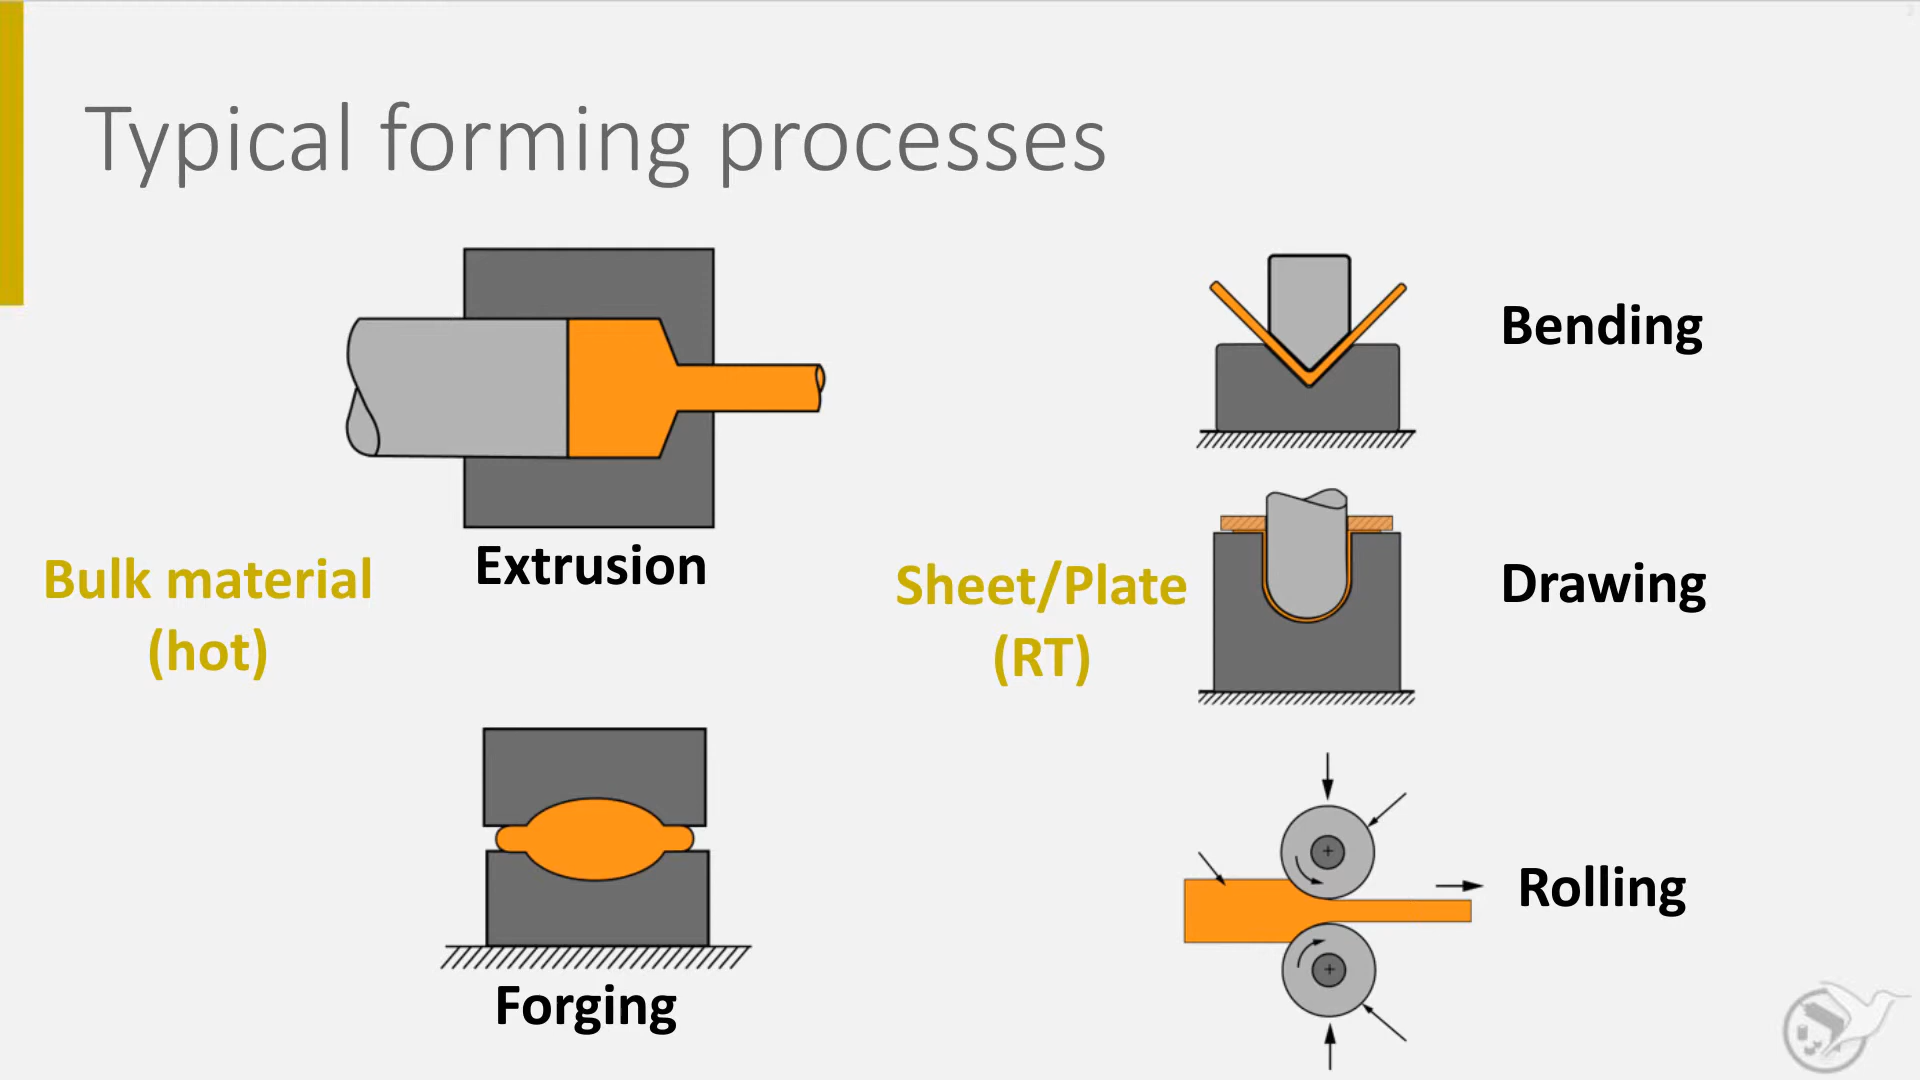 Typical forming processes
Extrusion
Bulk material
(hot)
Forging
Bending
Sheet/Plate
(RT)
Drawing
Rolling